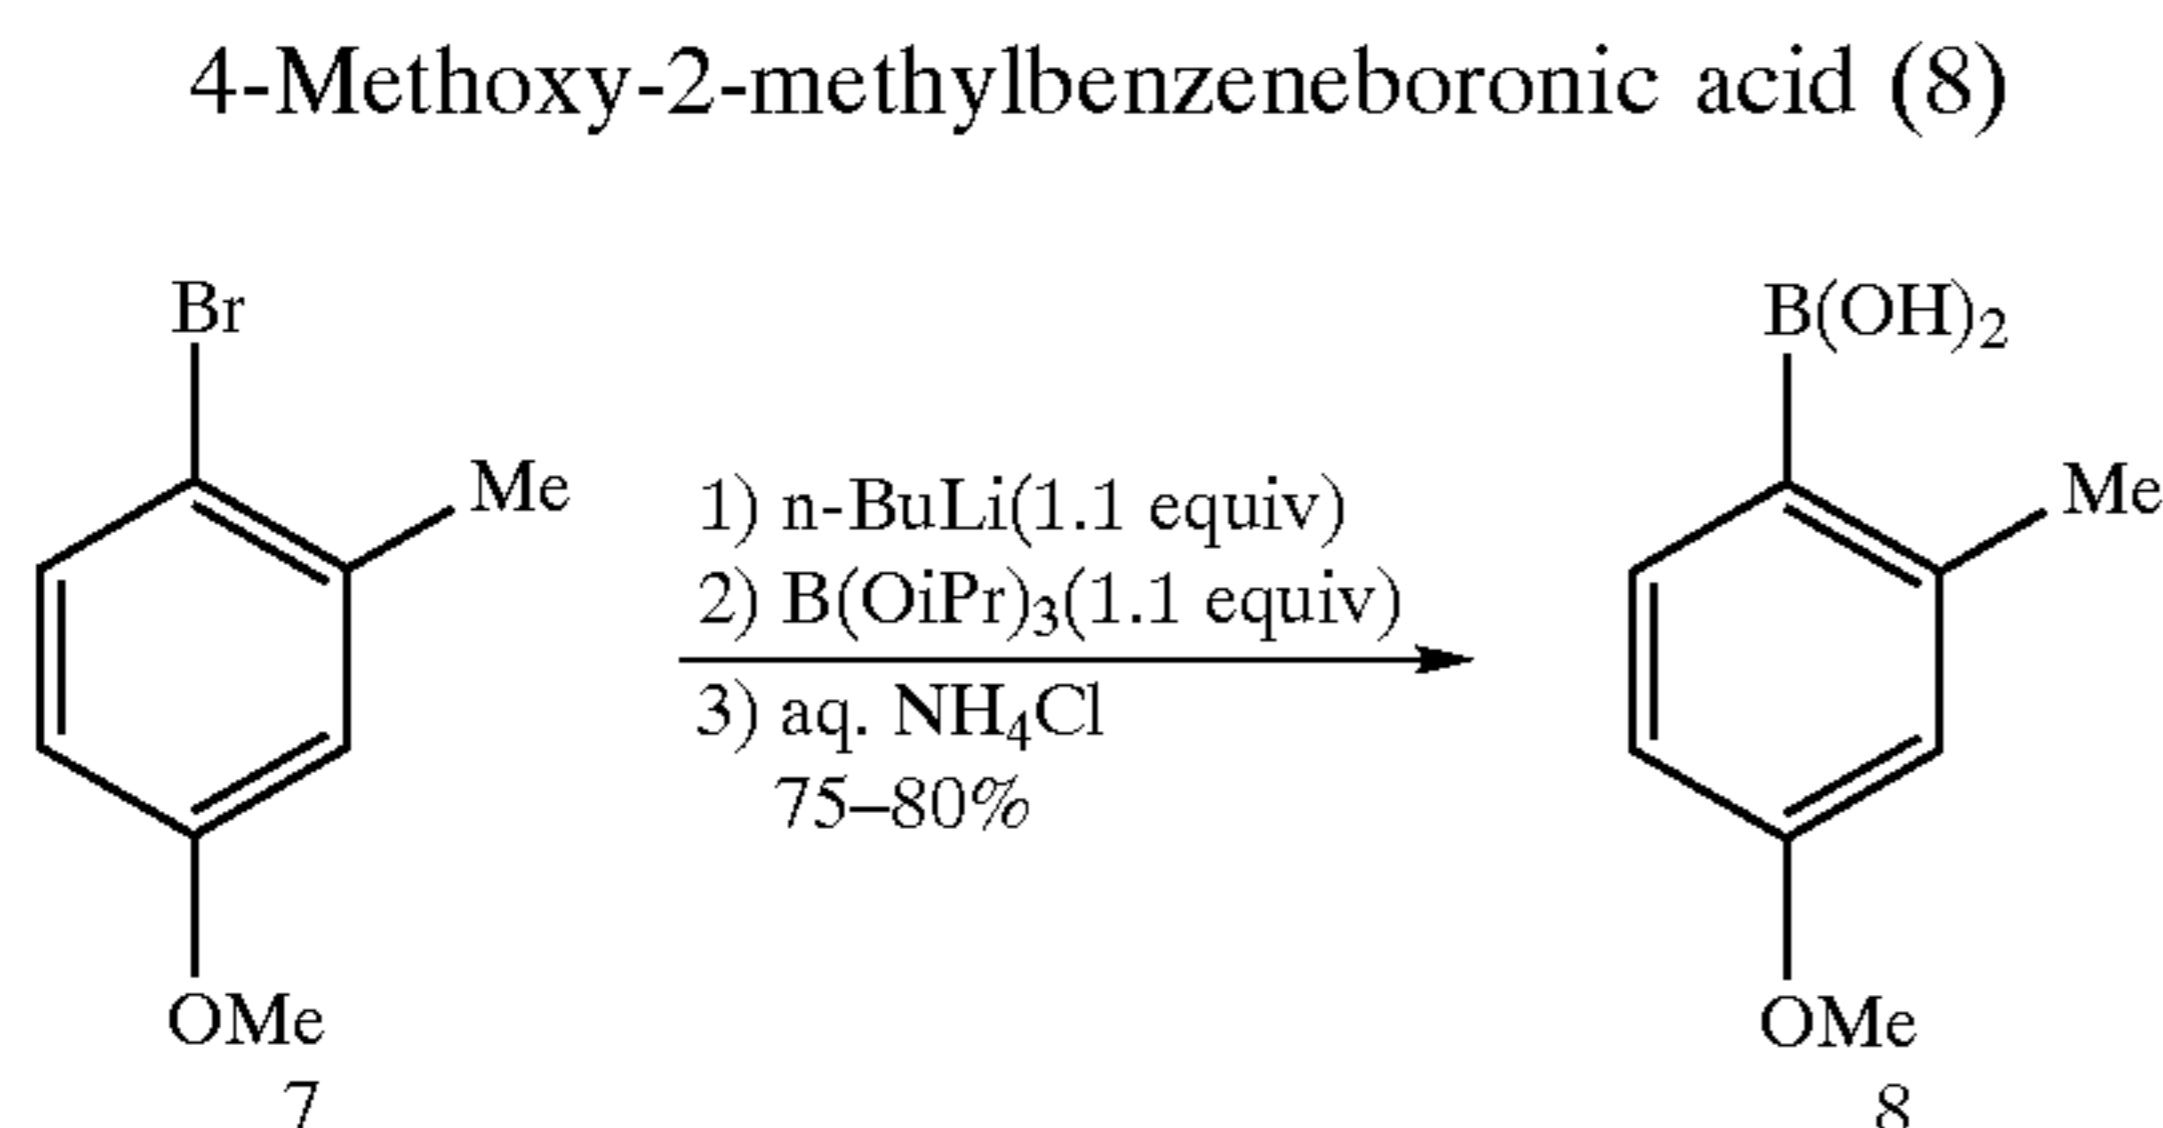 4-Methoxy-2-methylbenzeneboronic acid (8)
Br
Me
OMe
7
1) n-BuLi(1.1 equiv)
2) B(OiPr)3(1.1 equiv)
3) aq. NH4Cl
75–80%
B(OH)2
Me
OMe
8